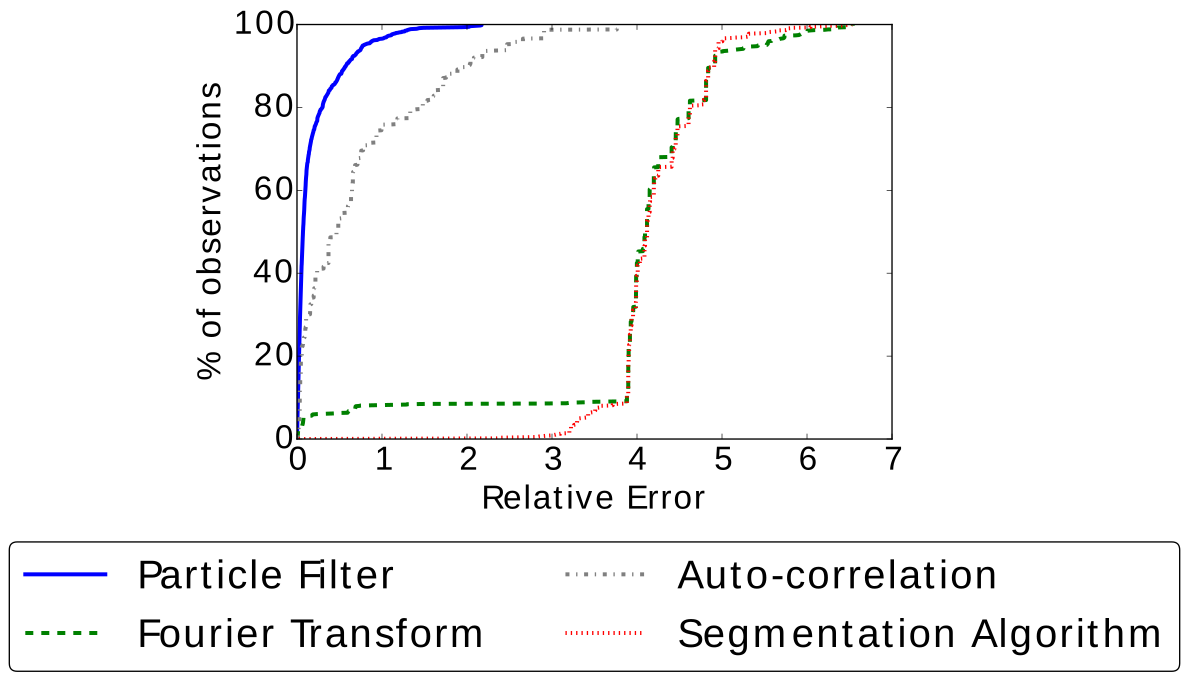 100
80
60
40
20
0
% of observations
0 1 2 3 4 5 6 7
Relative Error
Particle Filter
Auto-correlation
Fourier Transform
Segmentation Algorithm